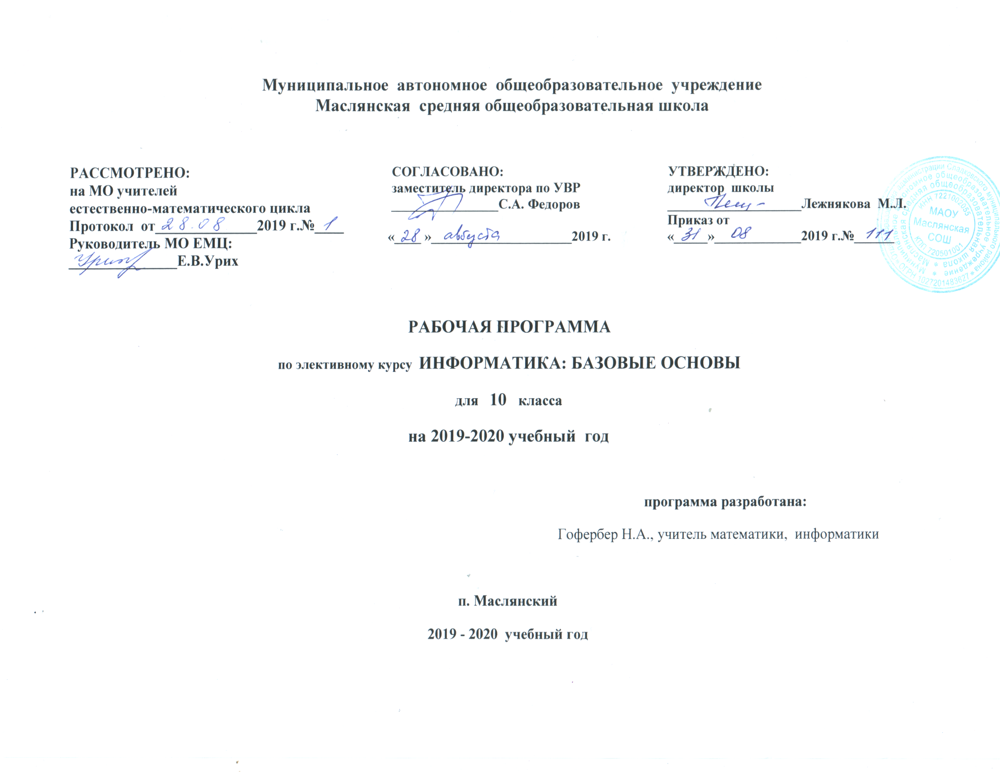 Муниципальное автономное общеобразовательное учреждение
Маслянская средняя общеобразовательная школа
РАССМОТРЕНО:
на МО учителей
естественно-математического цикла
Протокол от 28.08 2019 г.№ 1
Руководитель МО ЕМЦ:
Е.В.Урих
СОГЛАСОВАНО:
заместитель директора по УВР
С.А. Федоров
«28» августа 2019 г.
УТВЕРЖДЕНО:
директор школы
Лежнякова М.Л.
Приказ от
«31» 08 2019 г.№ 111
ИНН 7221002055
МАОУ
Маслянская
СОШ
КПП 720501001
Маслянская средняя общеобразовательная школа *
Муниципальное автономное общеобразовательное учреждение *
администрации Сладковского муниципального района * ОГРН 1027201483627
РАБОЧАЯ ПРОГРАММА
по элективному курсу ИНФОРМАТИКА: БАЗОВЫЕ ОСНОВЫ
для 10 класса
на 2019-2020 учебный год
программа разработана:
Гофербер Н.А., учитель математики, информатики
п. Маслянский
2019 - 2020 учебный год